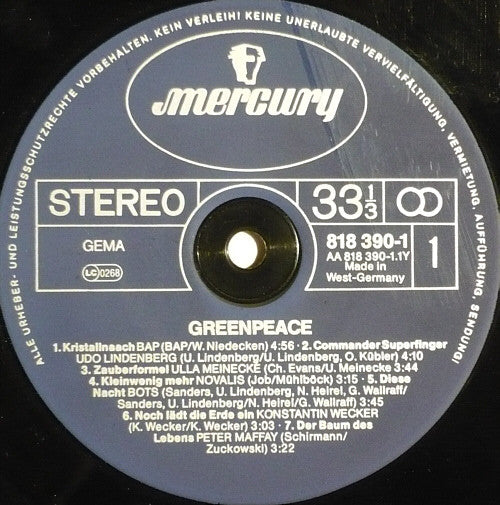 ALLE URHEBER- UND LEISTUNGSSCHUTZRECHTE VORBEHALTEN. KEIN VERLEIH! KEINE UNERLAUBTE VERVIELFÄLTIGUNG, VERMIETUNG, AUFFÜHRUNG, SENDUNG!
mercury
STEREO
33 1/3
GEMA
LC 0268
818 390-1
AA 818 390-1.1Y
Made in
West-Germany
1
GREENPEACE
1. Kristallnaach BAP (BAP/W. Niedecken) 4:56 · 2. Commander Superfinger
UDO LINDENBERG (U. Lindenberg/U. Lindenberg, O. Kübler) 4:10
3. Zauberformel ULLA MEINECKE (Ch. Evans/U. Meinecke 3:44
4. Kleinwenig mehr NOVALIS (Job/Mühlböck) 3:15 · 5. Diese
Nacht BOTS (Sanders, U. Lindenberg, N. Heirel, G. Wallraff/
Sanders, U. Lindenberg/N. Heirel/G. Wallraff) 3:45
6. Noch lädt die Erde ein KONSTANTIN WECKER
(K. Wecker/K. Wecker) 3:03 · 7. Der Baum des
Lebens PETER MAFFAY (Schirmann/
Zuckowski) 3:22